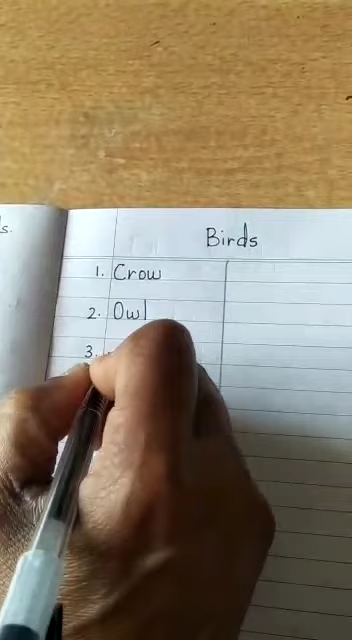 s.
Birds
1. Crow
2. Owl
3.